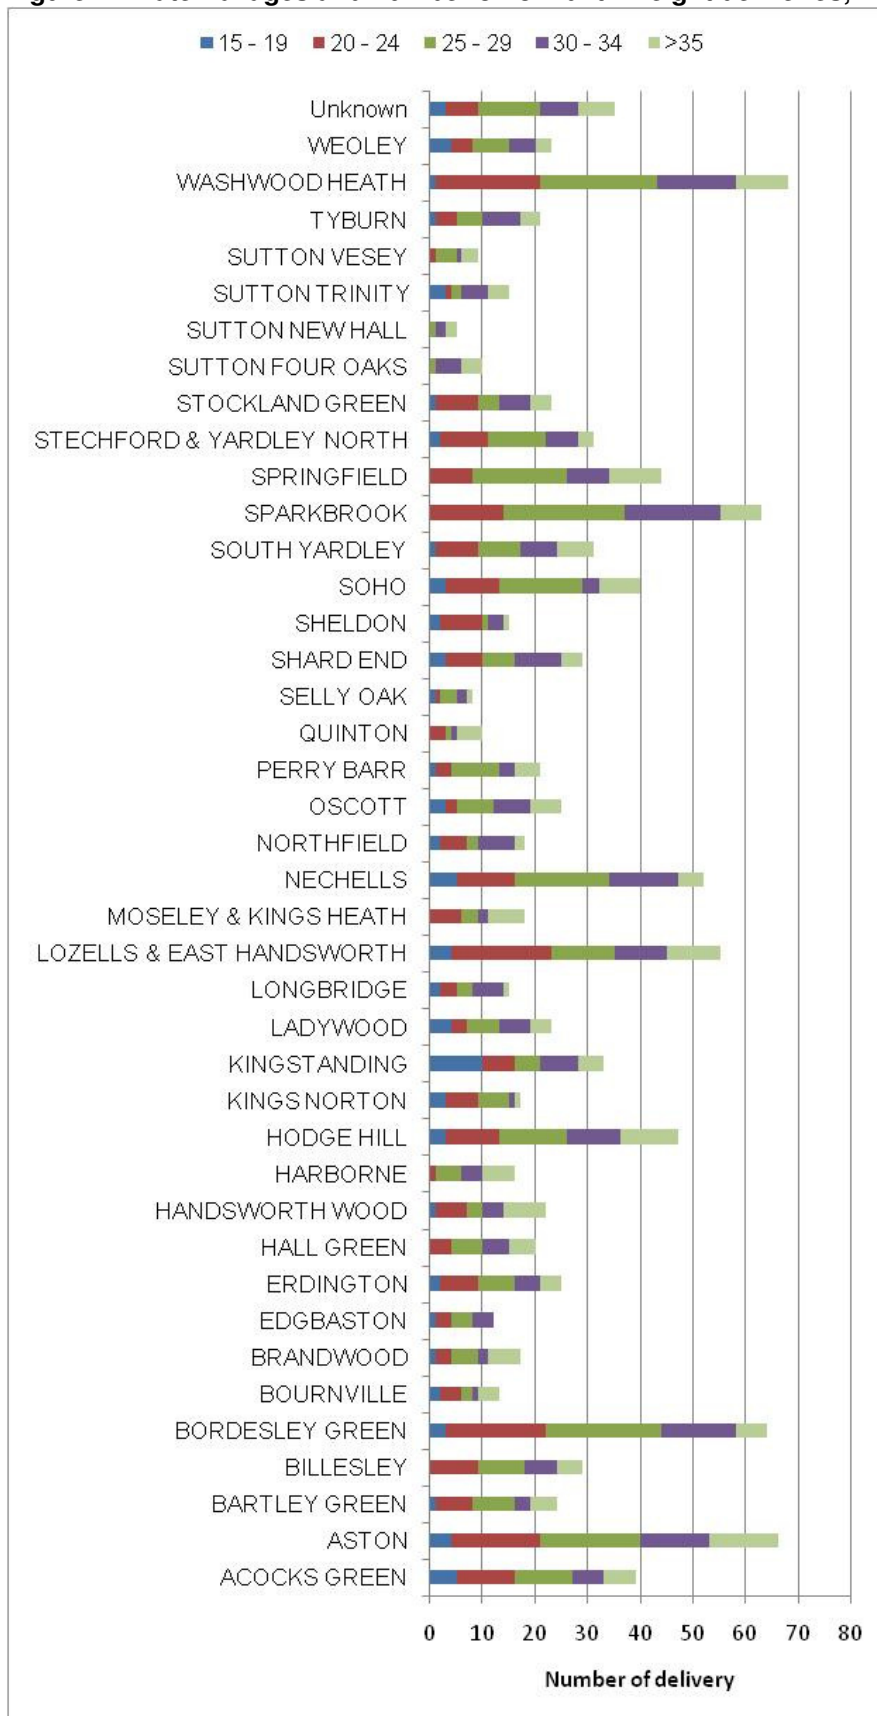 15 - 19 20 - 24 25 - 29 30 - 34 >35
Unknown
WEOLEY
WASHWOOD HEATH
TYBURN
SUTTON VESEY
SUTTON TRINITY
SUTTON NEW HALL
SUTTON FOUR OAKS
STOCKLAND GREEN
STECHFORD & YARDLEY NORTH
SPRINGFIELD
SPARKBROOK
SOUTH YARDLEY
SOHO
SHELDON
SHARD END
SELLY OAK
QUINTON
PERRY BARR
OSCOTT
NORTHFIELD
NECHELLS
MOSELEY & KINGS HEATH
LOZELLS & EAST HANDSWORTH
LONGBRIDGE
LADYWOOD
KINGSTANDING
KINGS NORTON
HODGE HILL
HARBORNE
HANDSWORTH WOOD
HALL GREEN
ERDINGTON
EDGBASTON
BRANDWOOD
BOURNVILLE
BORDESLEY GREEN
BILLESLEY
BARTLEY GREEN
ASTON
ACOCKS GREEN
0 10 20 30 40 50 60 70 80
Number of delivery